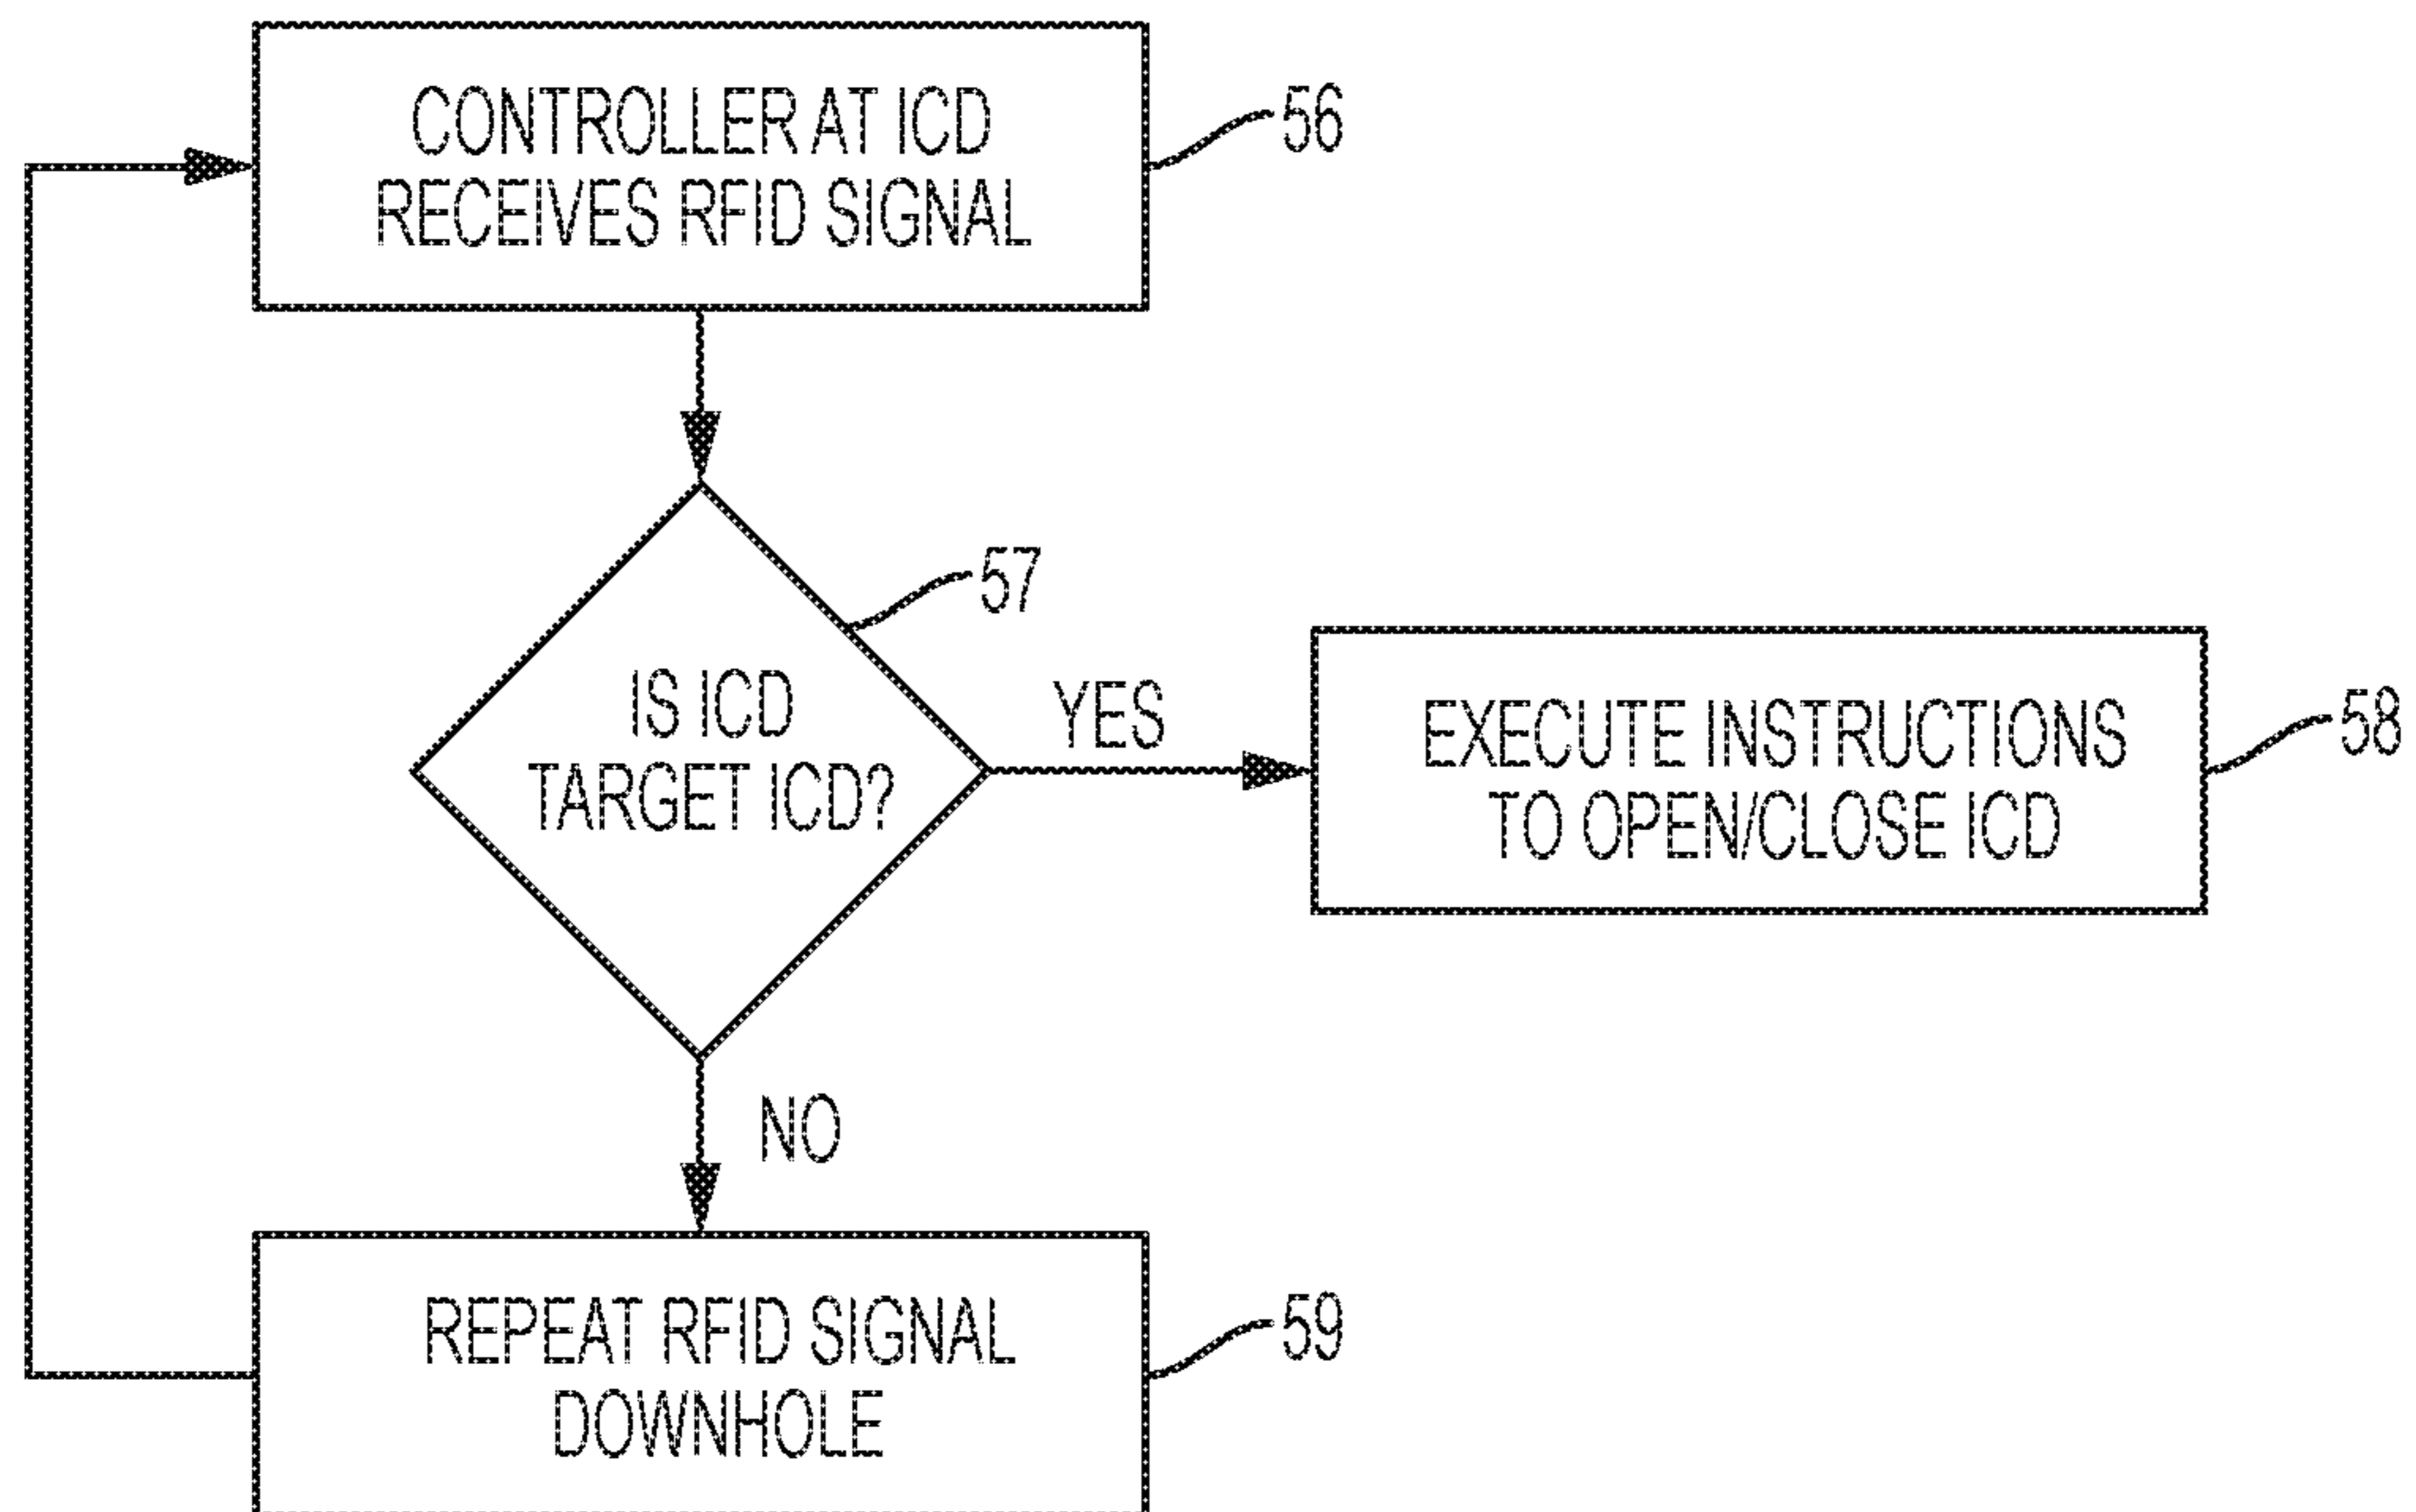 CONTROLLER AT ICD
RECEIVES RFID SIGNAL
56
57
IS ICD
TARGET ICD?
YES
EXECUTE INSTRUCTIONS
TO OPEN/CLOSE ICD
58
NO
REPEAT RFID SIGNAL
DOWNHOLE
59